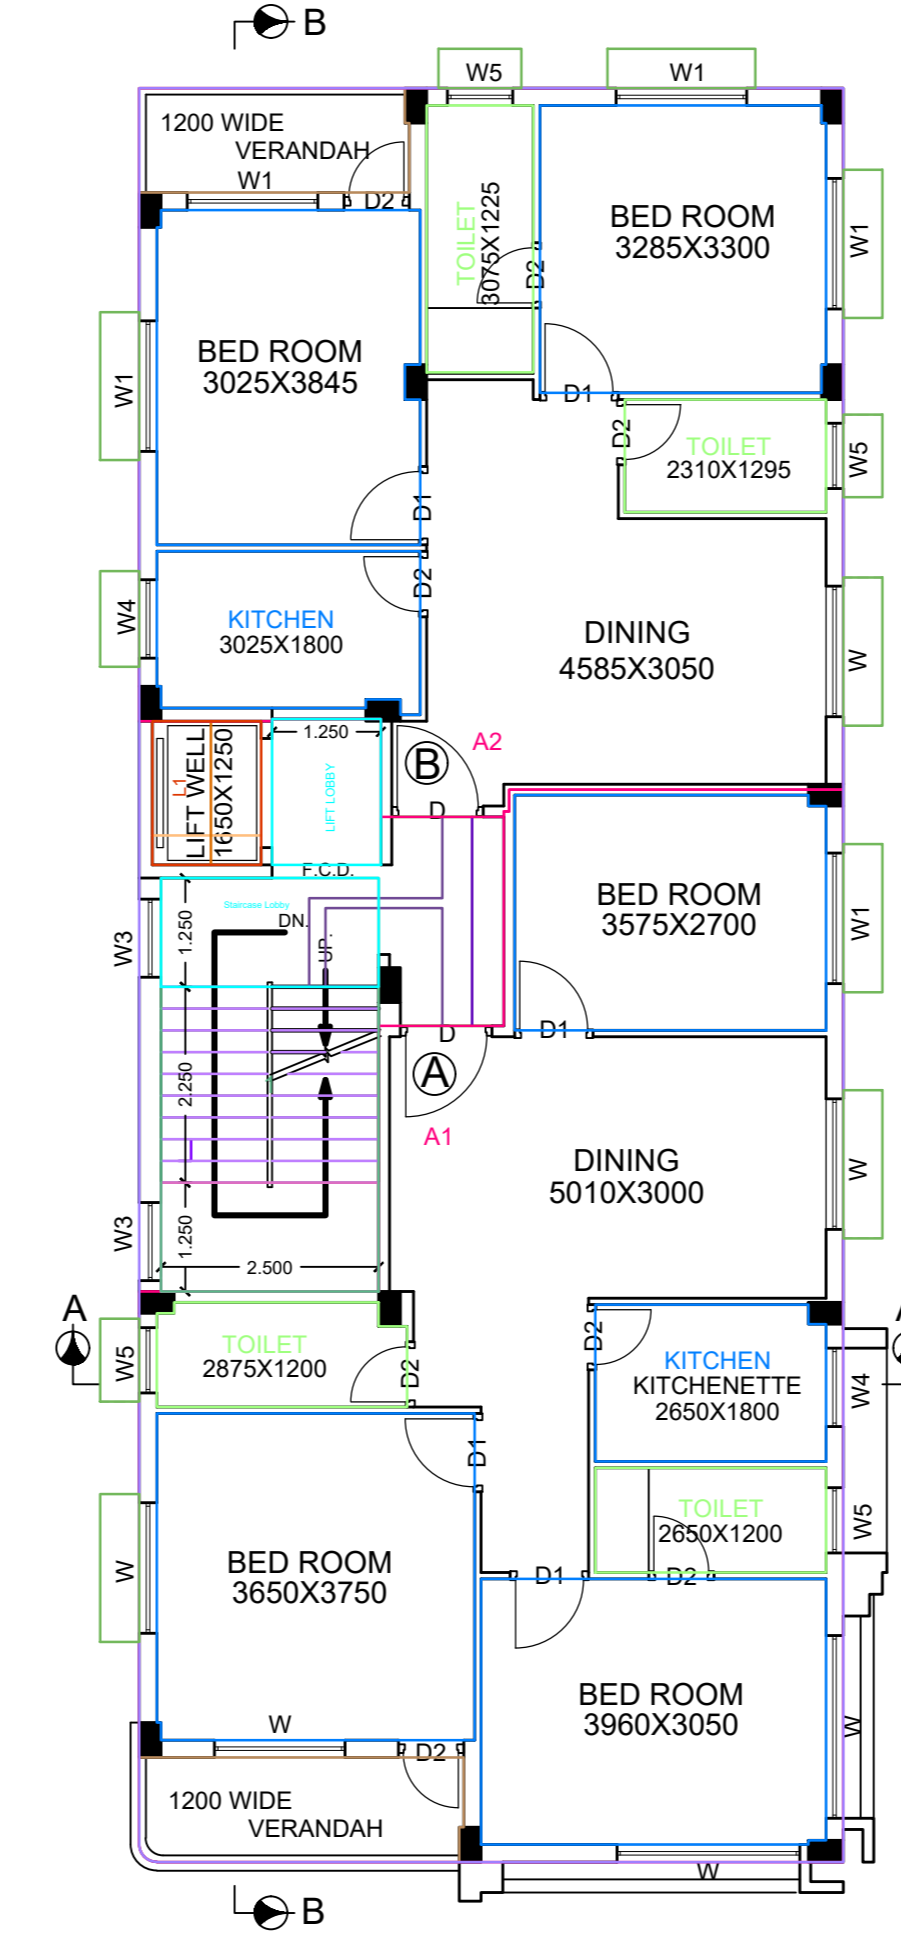 B
W5
W1
1200 WIDE
VERANDAH
W1
D2
TOILET
3075X1225
D2
BED ROOM
3285X3300
W1
BED ROOM
3025X3845
W1
D1
D1
D2
TOILET
2310X1295
W5
D2
W4
KITCHEN
3025X1800
DINING
4585X3050
W
L1
LIFT WELL
1650X1250
1.250
LIFT LOBBY
B
A2
D
F.C.D.
BED ROOM
3575X2700
W1
Staircase Lobby
DN.
UP.
W3
1.250
D
D1
A
A1
2.250
DINING
5010X3000
W
W3
1.250
2.500
A
W5
TOILET
2875X1200
D2
D2
KITCHEN
KITCHENETTE
2650X1800
W4
D1
TOILET
2650X1200
W5
BED ROOM
3650X3750
W
D1
D2
BED ROOM
3960X3050
W
W
D2
1200 WIDE
VERANDAH
W
B